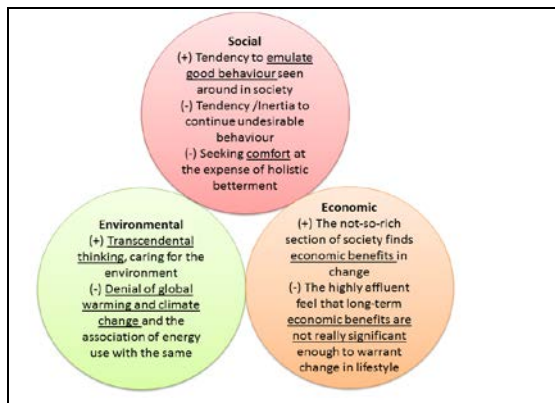 Social
(+) Tendency to emulate
good behaviour seen
around in society
(-) Tendency /Inertia to
continue undesirable
behaviour
(-) Seeking comfort at
the expense of holistic
betterment
Environmental
(+) Transcendental
thinking, caring for the
environment
(-) Denial of global
warming and climate
change and the
association of energy
use with the same
Economic
(+) The not-so-rich
section of society finds
economic benefits in
change
(-) The highly affluent
feel that long-term
economic benefits are
not really significant
enough to warrant
change in lifestyle